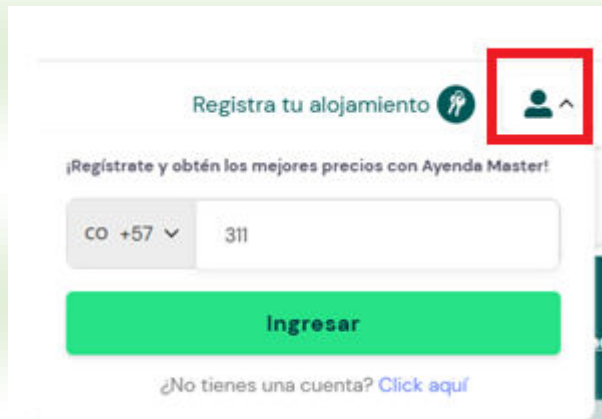 Registra tu alojamiento
¡Regístrate y obtén los mejores precios con Ayenda Master!
CO +57 311
Ingresar
¿No tienes una cuenta? Click aquí